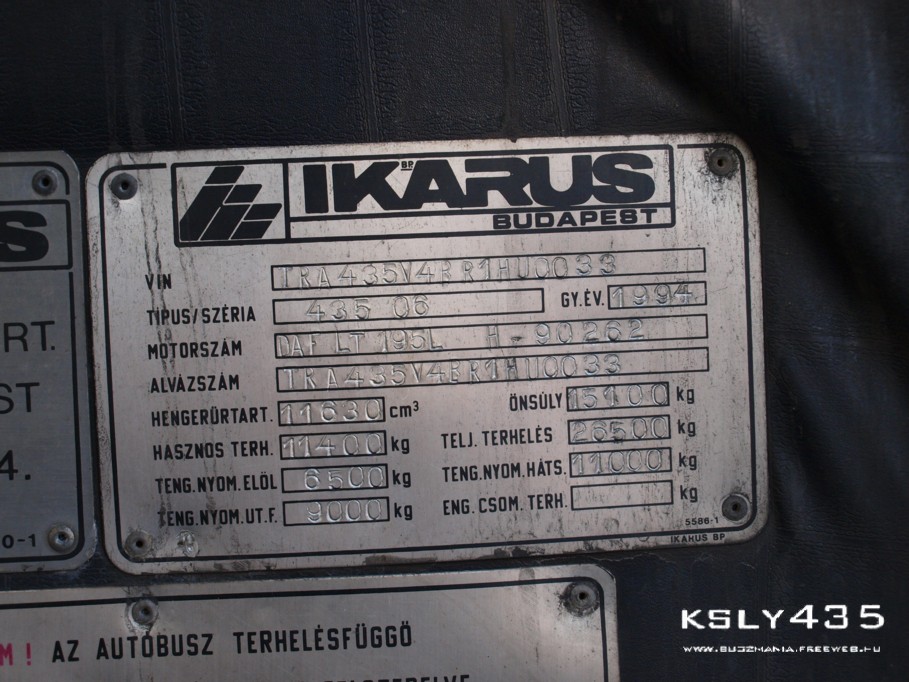 S
RT.
ST
4.
0-1
IKARUS BP.
BUDAPEST
VIN TRA435V4BR1HU0033
TIPUS/SZÉRIA 435 06 GY.ÉV. 1994
MOTORSZÁM DAF LT 195L H-90262
ALVÁZSZÁM TRA435V4BR1HU0033
HENGERŰRTART. 11630 cm³ ÖNSÚLY 15100 kg
HASZNOS TERH. 11400 kg TELJ. TERHELÉS 26500 kg
TENG.NYOM.ELÖL 6500 kg TENG.NYOM.HÁTS. 11000 kg
TENG.NYOM.UT.F. 9000 kg ENG.CSOM.TERH. kg
5586-1
IKARUS BP
M! AZ AUTÓBUSZ TERHELÉSFÜGGŐ
KSLY435
WWW.BUSZMANIA.FREEWEB.HU